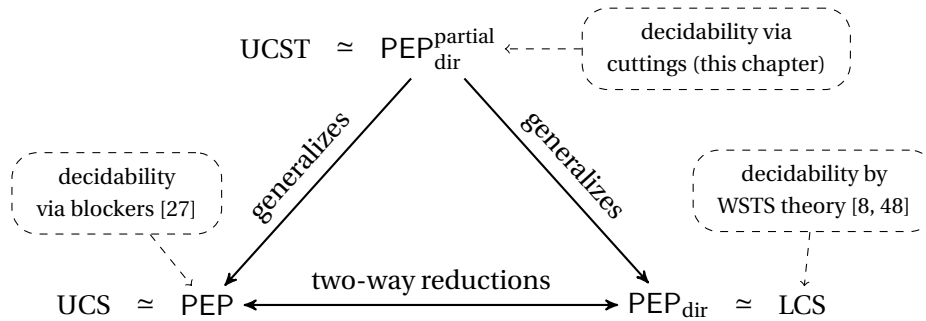 UCST ≃ PEP^partial_dir
decidability via
cuttings (this chapter)
generalizes
generalizes
decidability
via blockers [27]
decidability by
WSTS theory [8, 48]
two-way reductions
UCS ≃ PEP
PEP_dir ≃ LCS